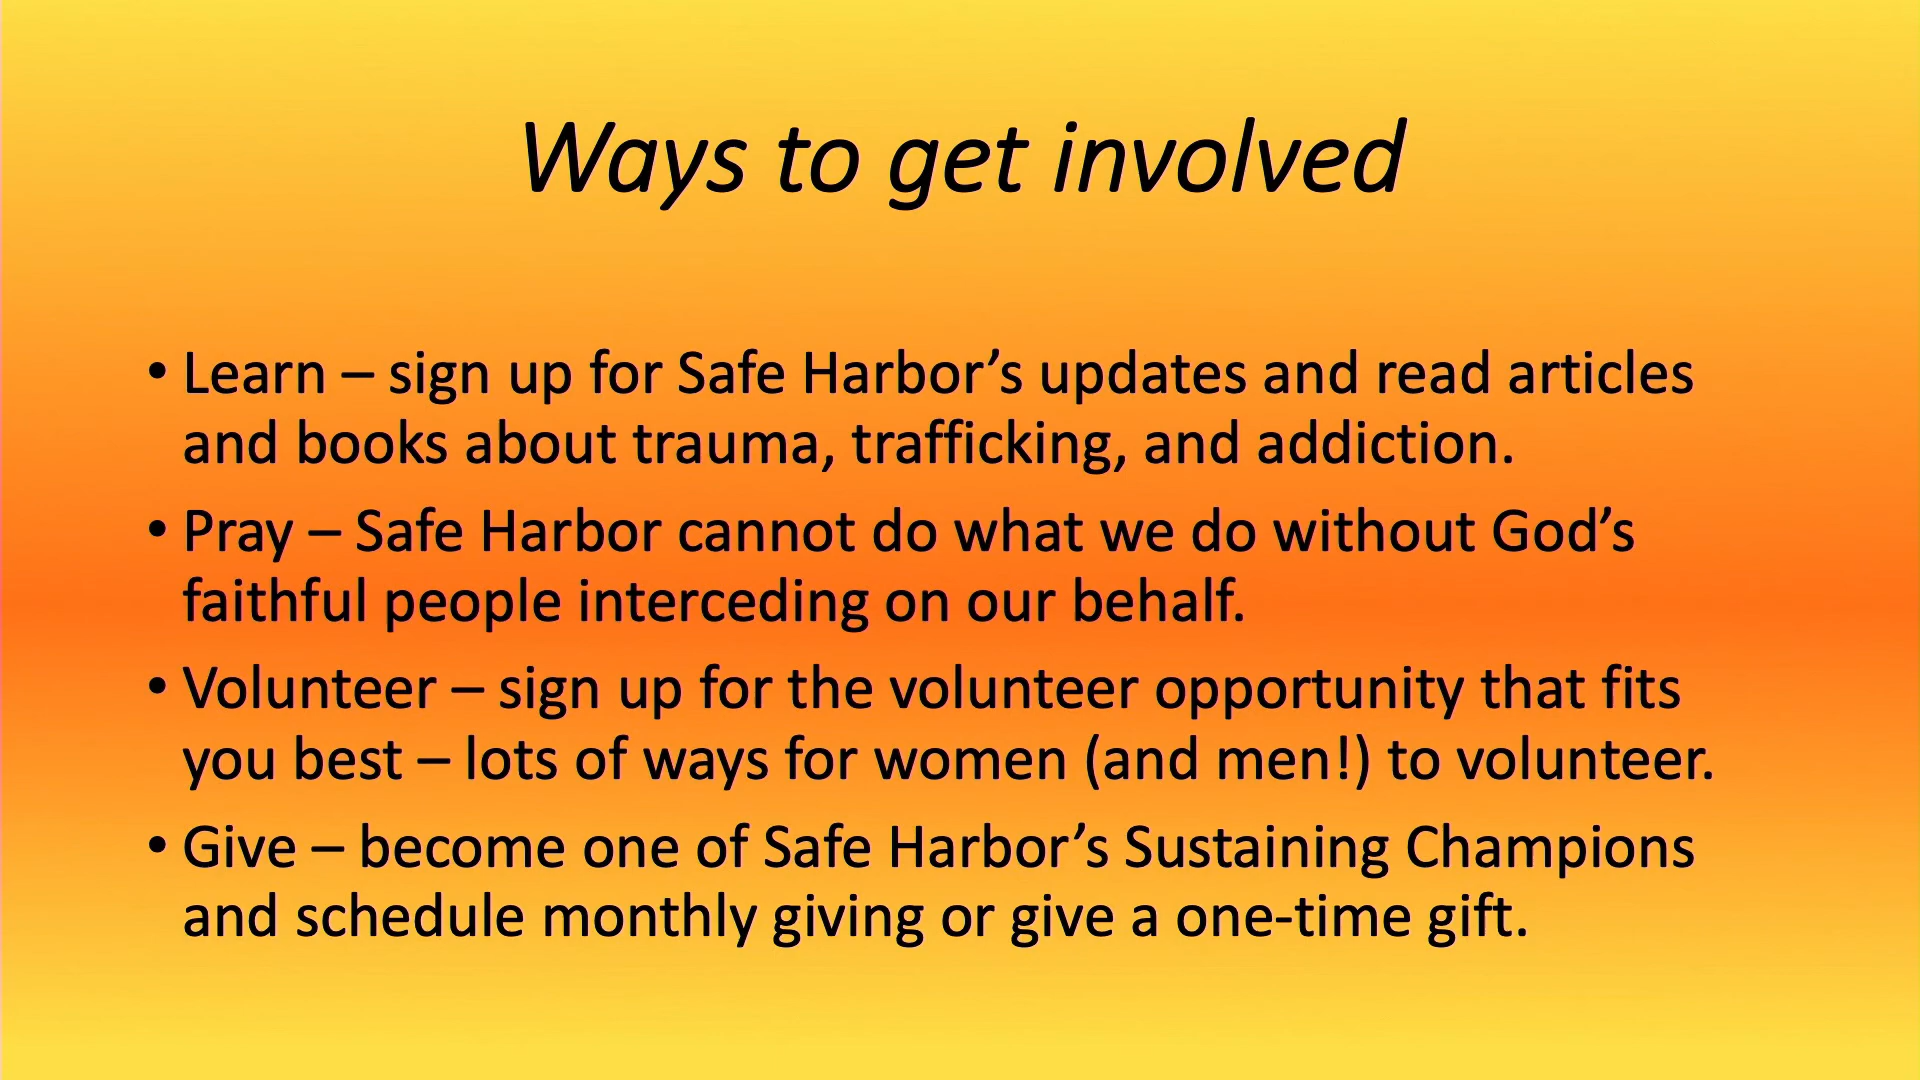 Ways to get involved
• Learn – sign up for Safe Harbor’s updates and read articles
and books about trauma, trafficking, and addiction.
• Pray – Safe Harbor cannot do what we do without God’s
faithful people interceding on our behalf.
• Volunteer – sign up for the volunteer opportunity that fits
you best – lots of ways for women (and men!) to volunteer.
• Give – become one of Safe Harbor’s Sustaining Champions
and schedule monthly giving or give a one-time gift.